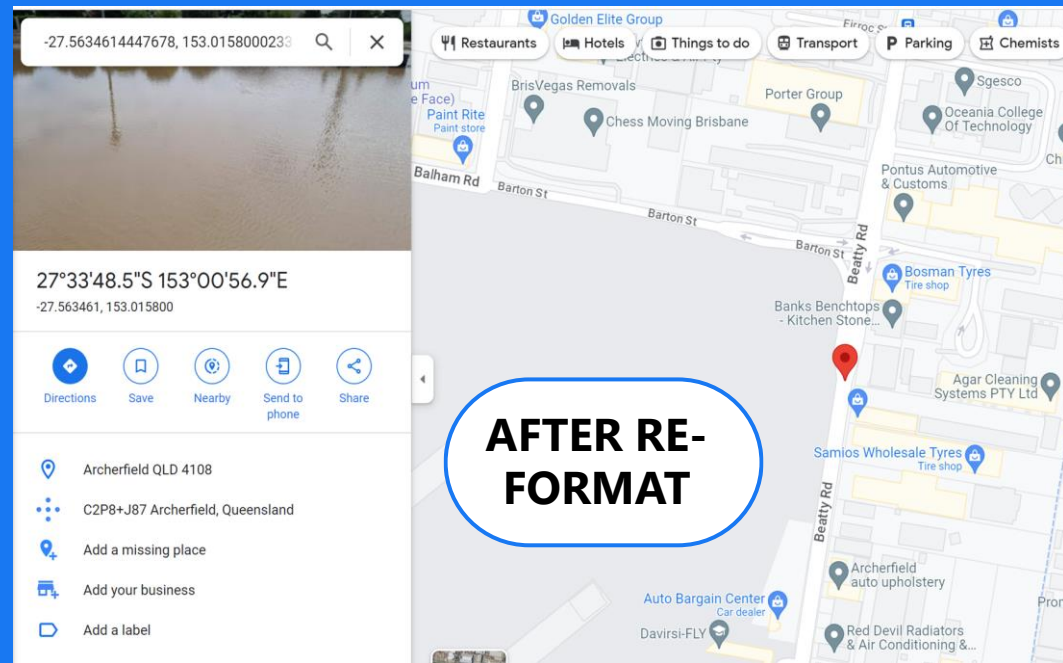 -27.5634614447678, 153.0158000233
27°33'48.5"S 153°00'56.9"E
-27.563461, 153.015800
Directions
Save
Nearby
Send to
phone
Share
Archerfield QLD 4108
C2P8+J87 Archerfield, Queensland
Add a missing place
Add your business
Add a label
Golden Elite Group
Restaurants
Hotels
Things to do
Transport
Parking
Chemists
BrisVegas Removals
Paint Rite
Paint store
Chess Moving Brisbane
Porter Group
Sgesco
Oceania College
Of Technology
Pontus Automotive
& Customs
Balham Rd
Barton St
Barton St
Barton St
Beatty Rd
Bosman Tyres
Tire shop
Banks Benchtops
- Kitchen Stone...
Agar Cleaning
Systems PTY Ltd
AFTER RE-
FORMAT
Samios Wholesale Tyres
Tire shop
Beatty Rd
Archerfield
auto upholstery
Auto Bargain Center
Car dealer
Davirsi-FLY
Red Devil Radiators
& Air Conditioning &...